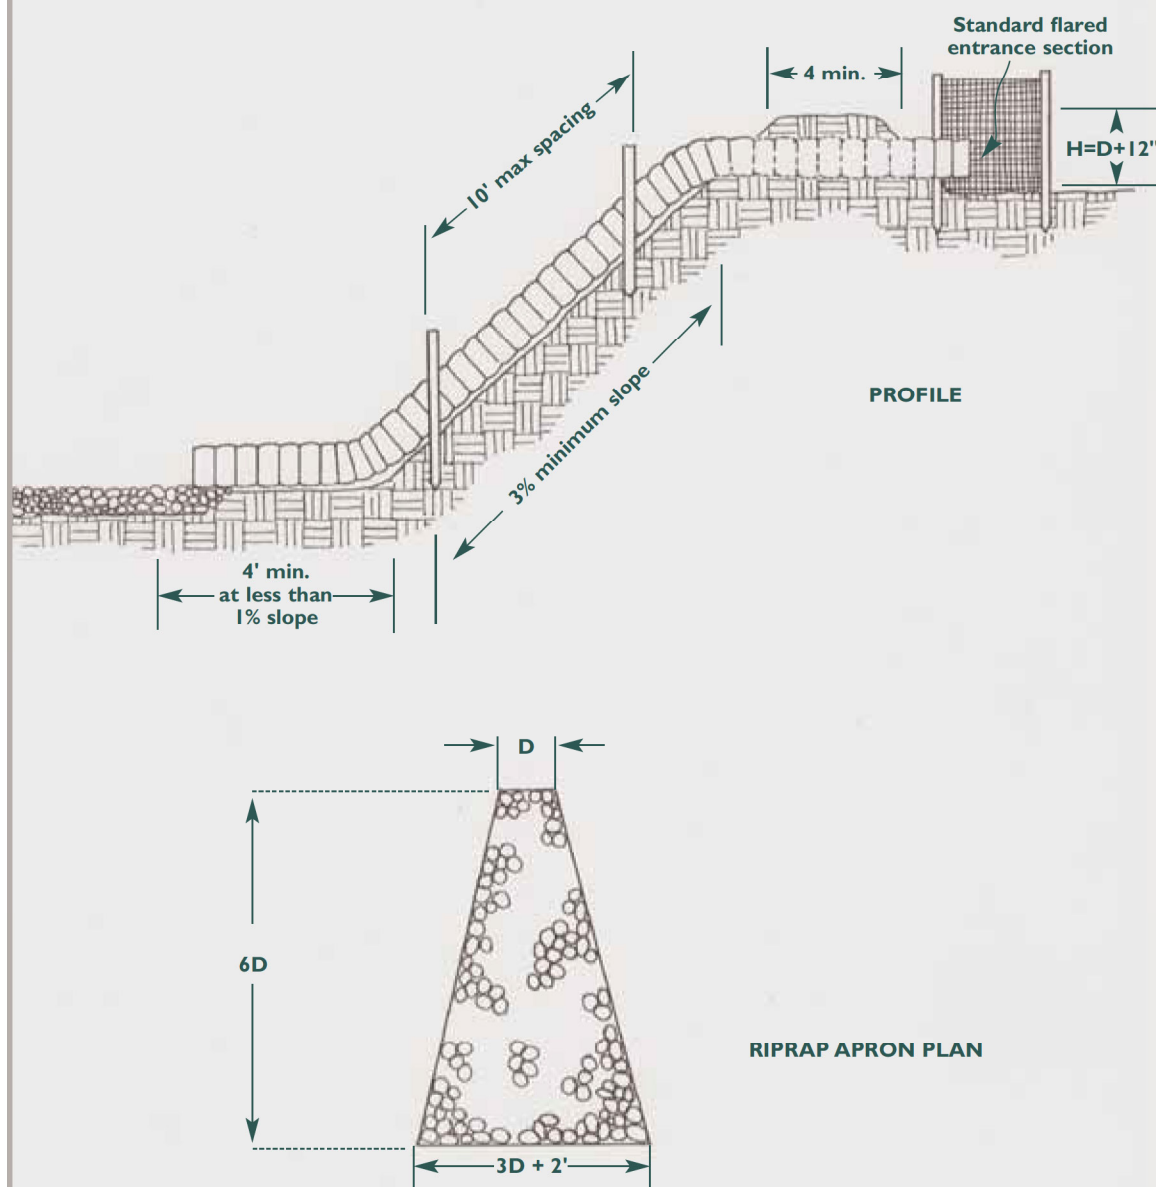 Standard flared
entrance section
4 min.
10' max spacing
H=D+12"
3% minimum slope
PROFILE
4' min.
at less than
1% slope
D
6D
RIPRAP APRON PLAN
3D + 2'